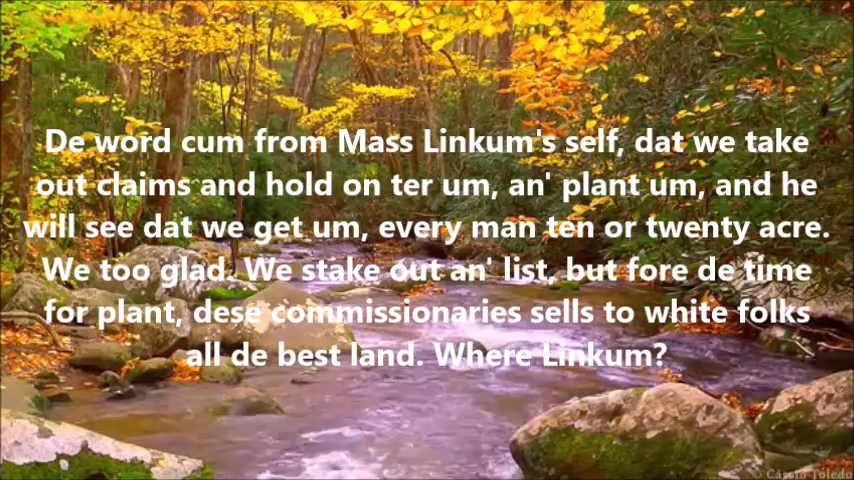 De word cum from Mass Linkum's self, dat we take
out claims and hold on ter um, an' plant um, and he
will see dat we get um, every man ten or twenty acre.
We too glad. We stake out an' list, but fore de time
for plant, dese commissionaries sells to white folks
all de best land. Where Linkum?
© Cássio Toledo